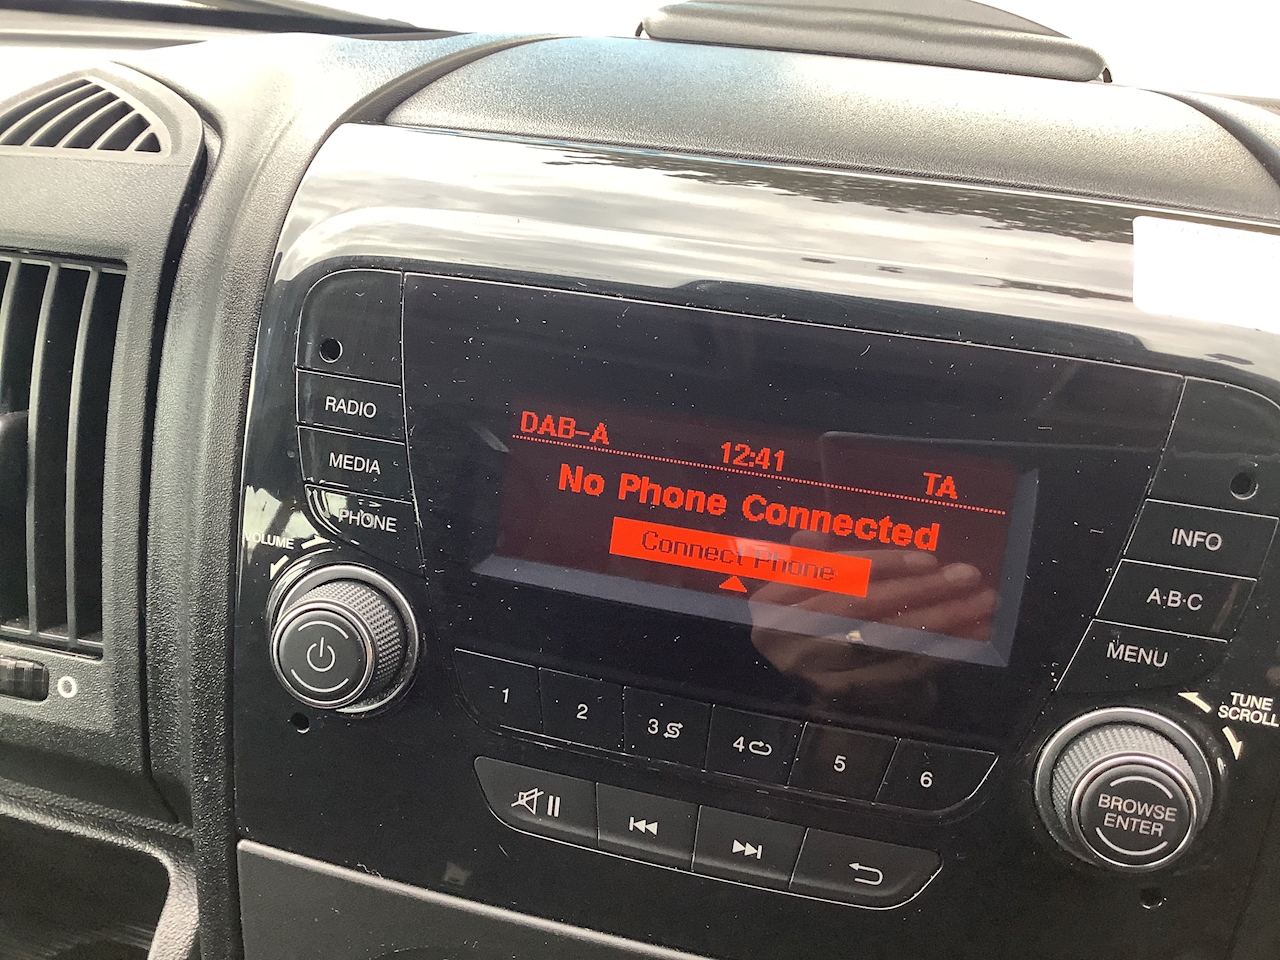 DAB-A
12:41
TA
No Phone Connected
Connect Phone
RADIO
MEDIA
PHONE
VOLUME
INFO
A·B·C
MENU
TUNE
SCROLL
1
2
3
4
5
6
BROWSE
ENTER